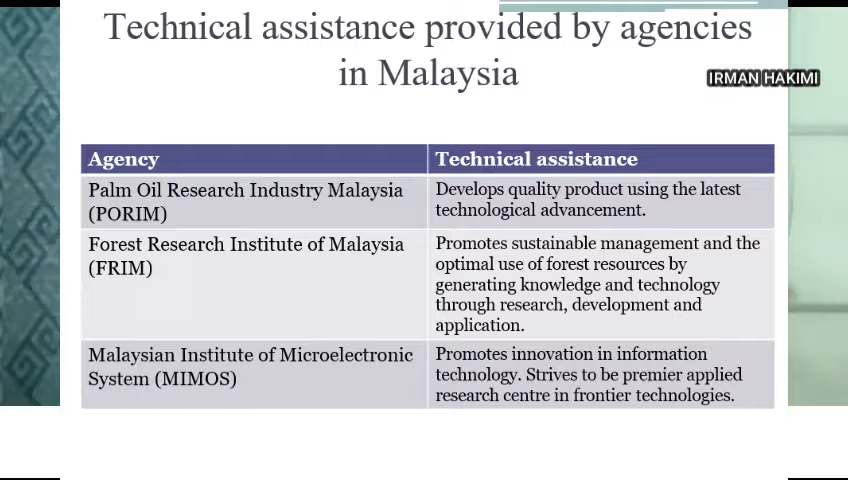 Technical assistance provided by agencies
in Malaysia
IRMAN HAKIMI
Agency
Technical assistance
Palm Oil Research Industry Malaysia
(PORIM)
Develops quality product using the latest
technological advancement.
Forest Research Institute of Malaysia
(FRIM)
Promotes sustainable management and the
optimal use of forest resources by
generating knowledge and technology
through research, development and
application.
Malaysian Institute of Microelectronic
System (MIMOS)
Promotes innovation in information
technology. Strives to be premier applied
research centre in frontier technologies.